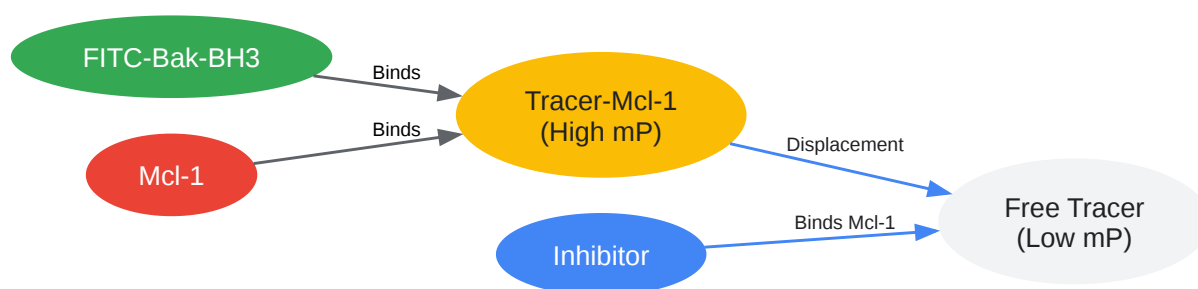 FITC-Bak-BH3
Binds
Mcl-1
Binds
Tracer-Mcl-1
(High mP)
Displacement
Inhibitor
Binds Mcl-1
Free Tracer
(Low mP)